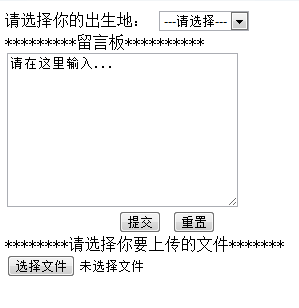 请选择你的出生地： ---请选择---
*********留言板**********
请在这里输入...
提交 重置
********请选择你要上传的文件*******
选择文件 未选择文件